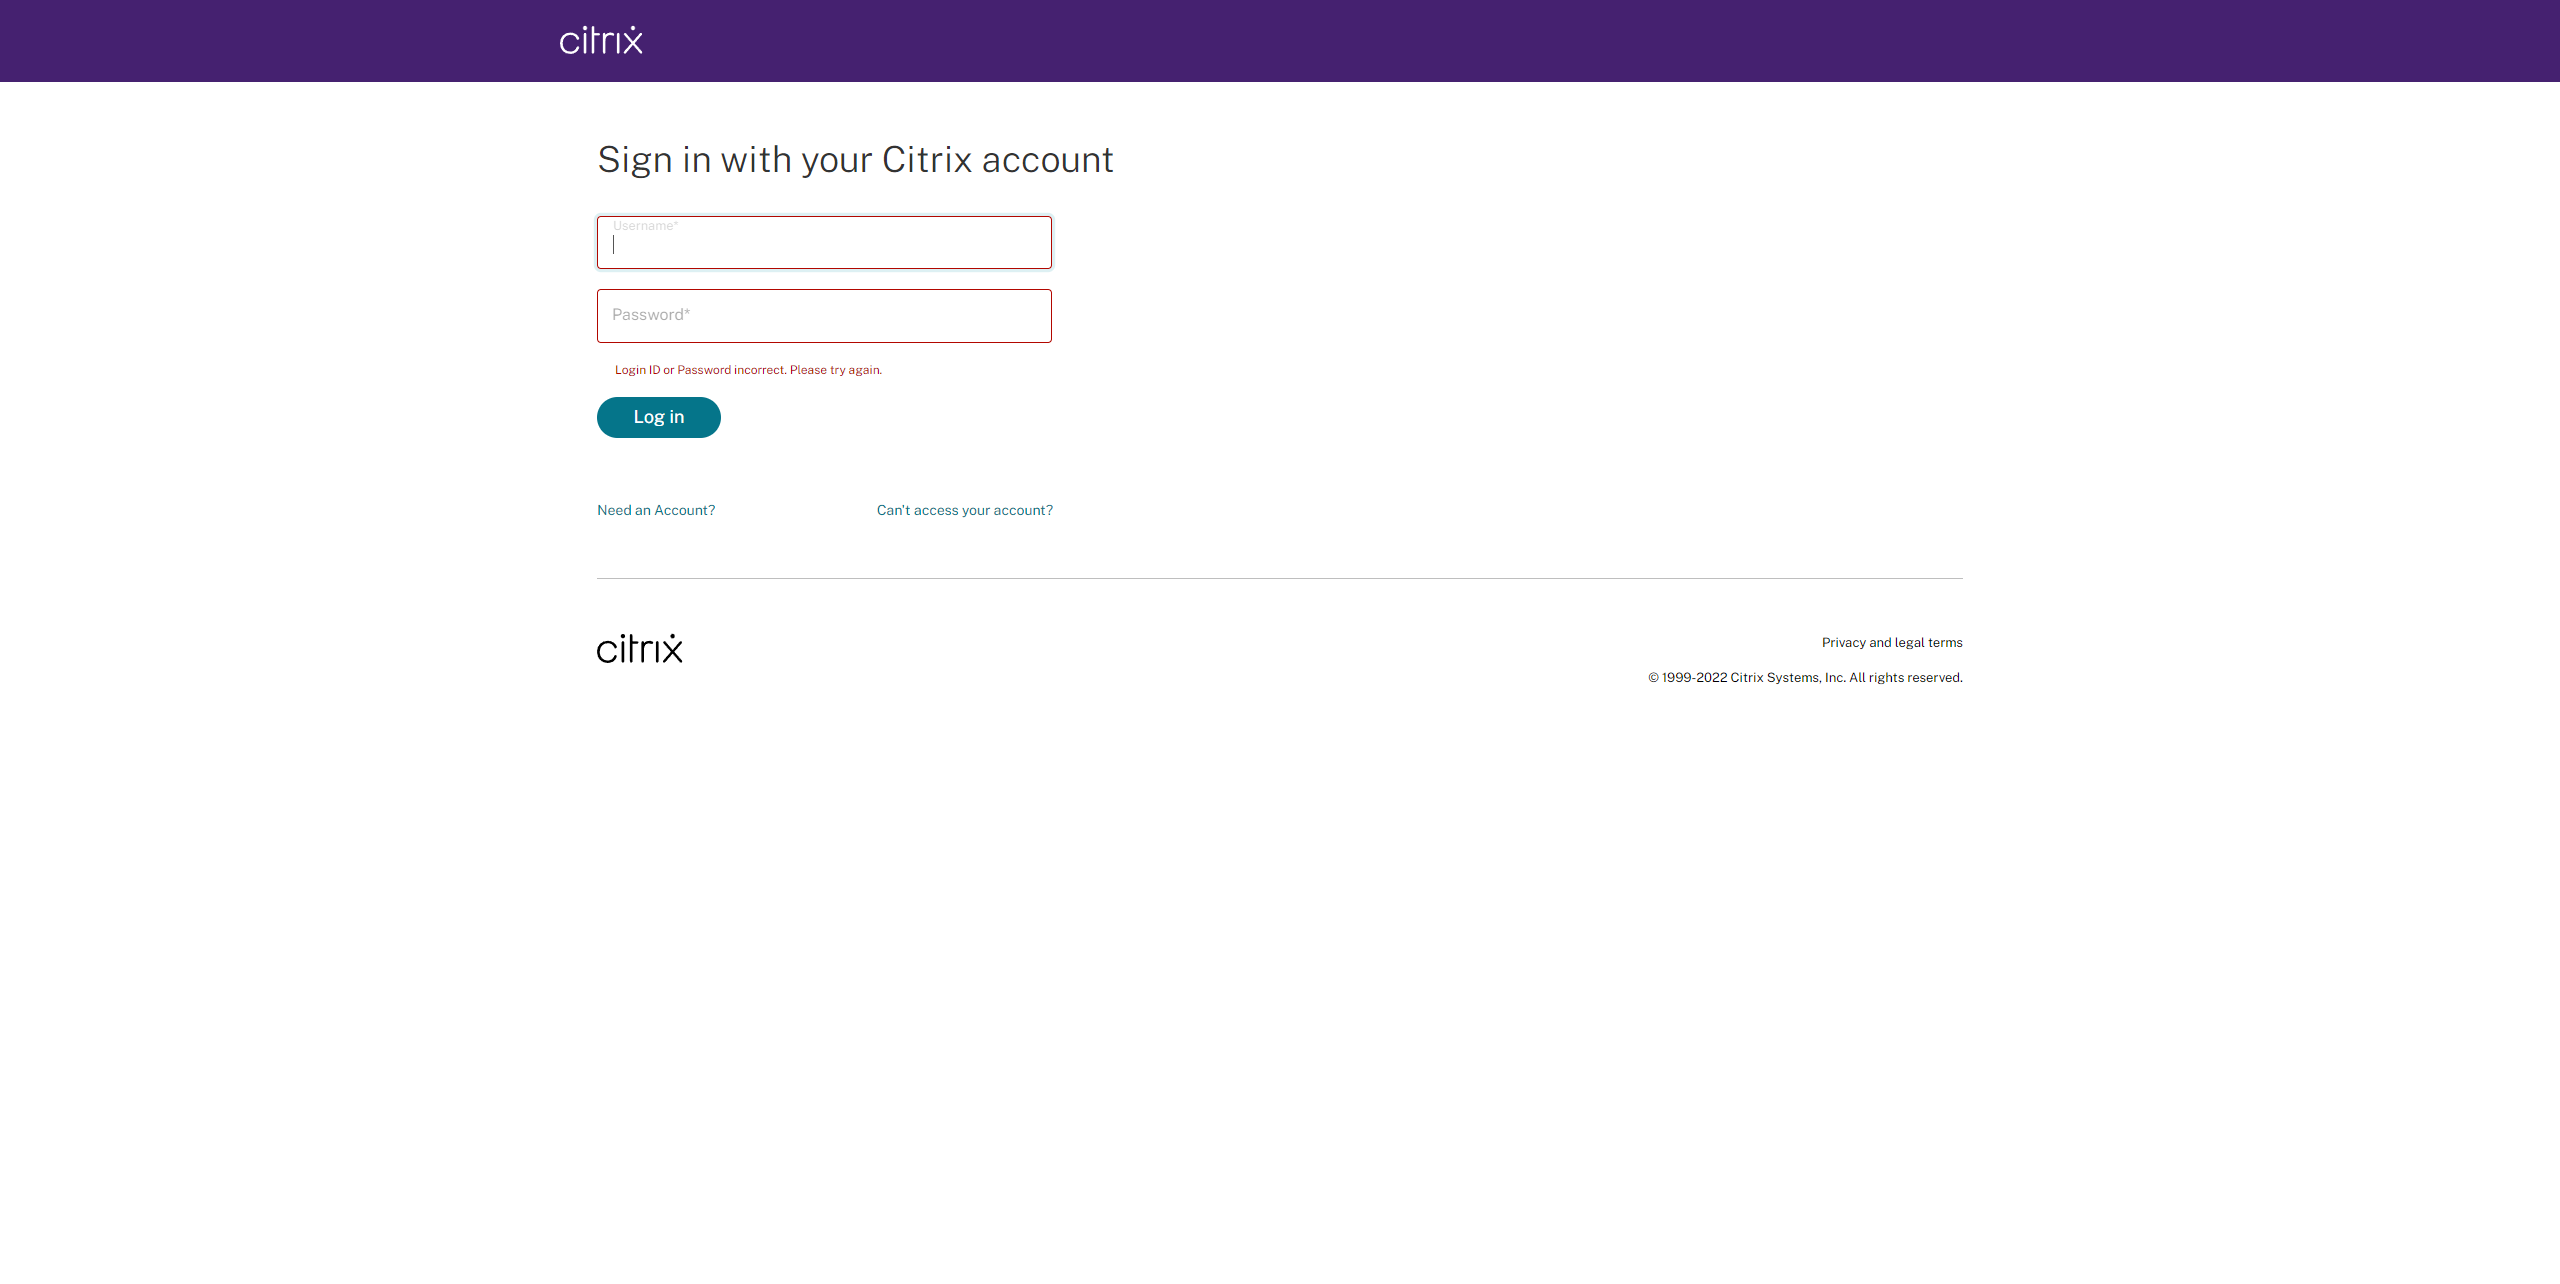 citrix
Sign in with your Citrix account
Username*
Password*
Login ID or Password incorrect. Please try again.
Log in
Need an Account?
Can't access your account?
citrix
Privacy and legal terms
© 1999-2022 Citrix Systems, Inc. All rights reserved.